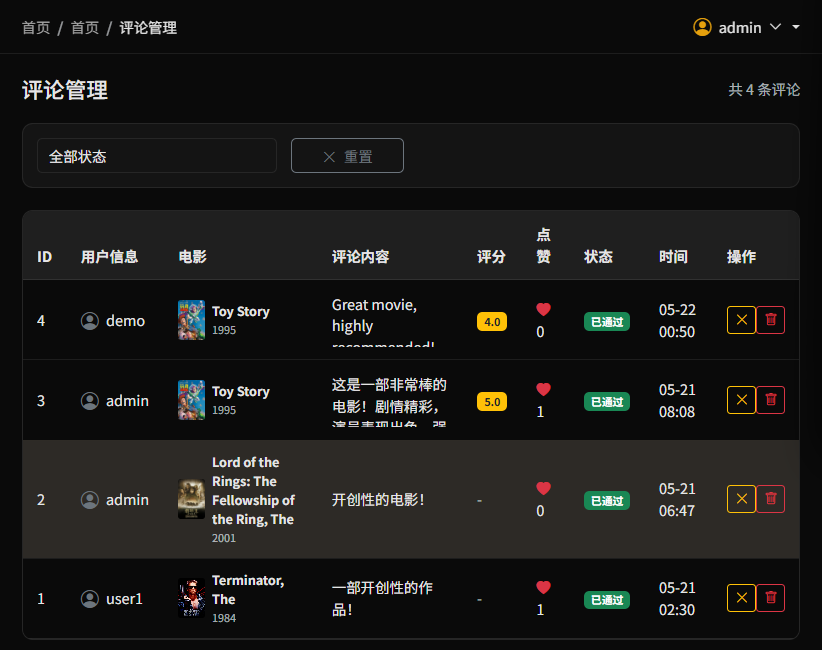 首页 / 首页 / 评论管理
admin
评论管理
共 4 条评论
全部状态
重置
ID 用户信息 电影 评论内容 评分 点赞 状态 时间 操作
4 demo Toy Story 1995
Great movie,
highly
recommended!
4.0 0 已通过 05-22
00:50
3 admin Toy Story 1995
这是一部非常棒的
电影！剧情精彩，
演员表现出色，强
5.0 1 已通过 05-21
08:08
2 admin
Lord of the
Rings: The
Fellowship of
the Ring, The
2001
开创性的电影！ - 0 已通过 05-21
06:47
1 user1
Terminator,
The
1984
一部开创性的作
品！
- 1 已通过 05-21
02:30